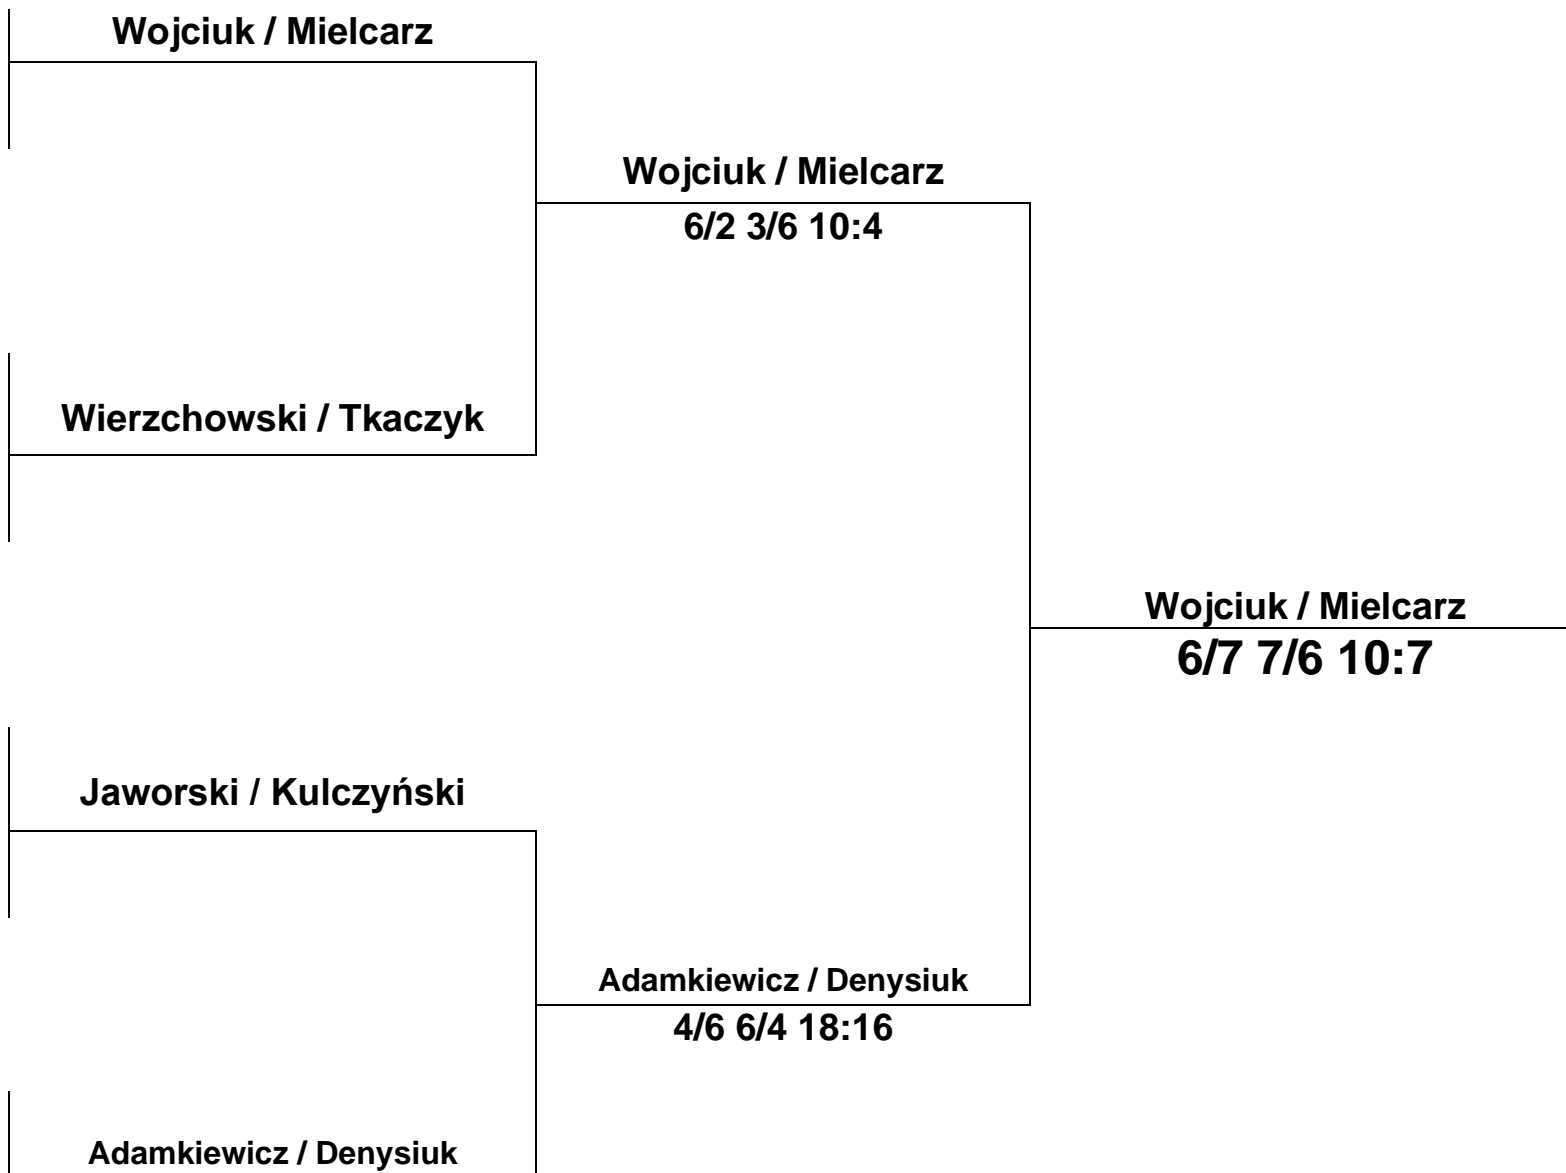 Wojciuk / Mielcarz
Wojciuk / Mielcarz
6/2 3/6 10:4
Wierzchowski / Tkaczyk
Wojciuk / Mielcarz
6/7 7/6 10:7
Jaworski / Kulczyński
Adamkiewicz / Denysiuk
4/6 6/4 18:16
Adamkiewicz / Denysiuk